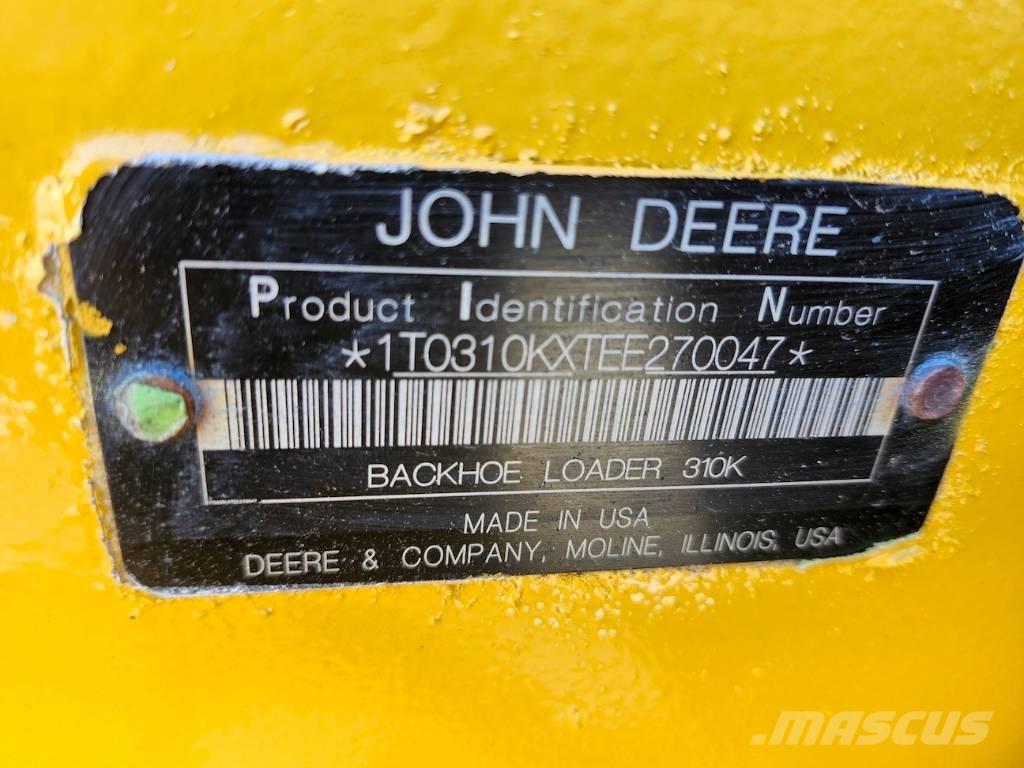 JOHN DEERE
Product Identification Number
*1T0310KXTEE270047*
BACKHOE LOADER 310K
MADE IN USA
DEERE & COMPANY, MOLINE, ILLINOIS, USA
.MASCUS